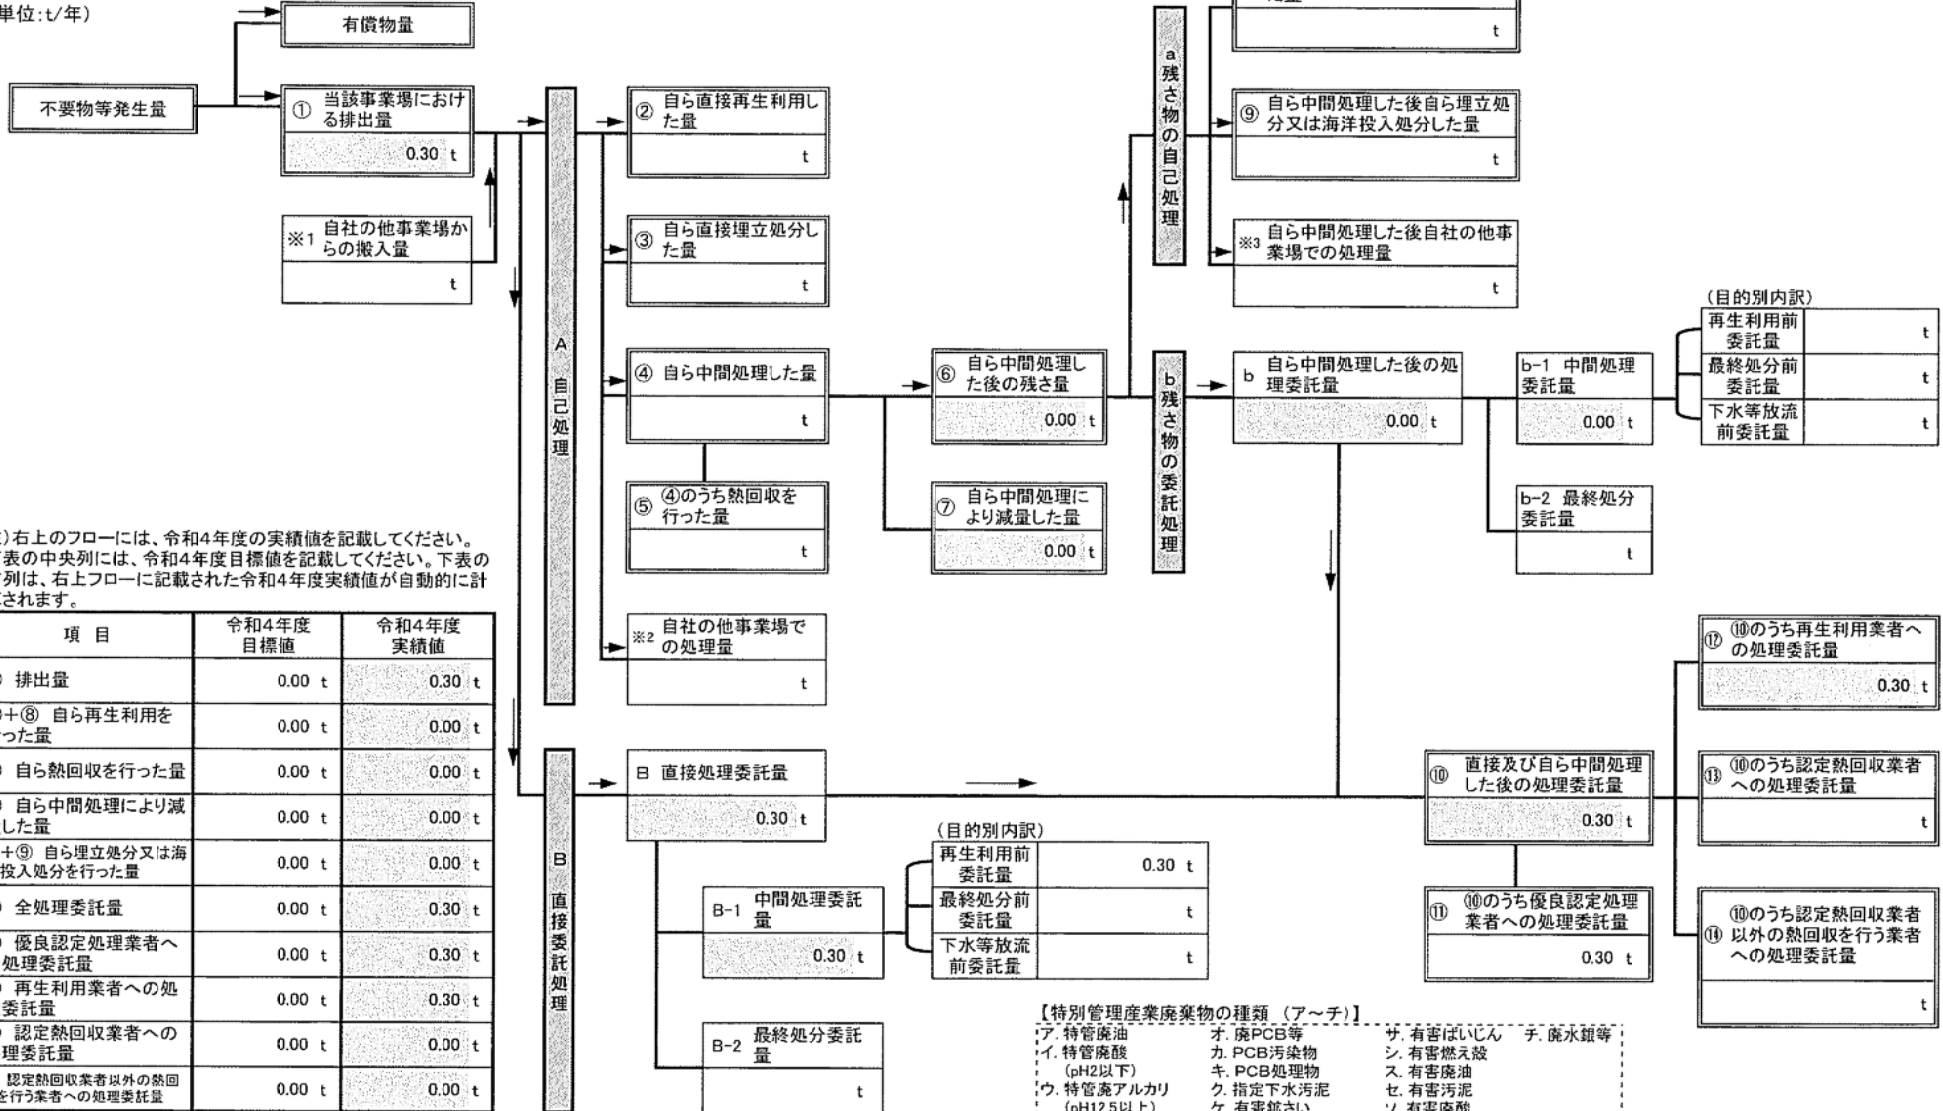 単位:t/年)
有償物量
不要物等発生量
① 当該事業場におけ
る排出量
0.30 t
※1 自社の他事業場か
らの搬入量
t
A 自己処理
② 自ら直接再生利用し
た量
t
③ 自ら直接埋立処分し
た量
t
④ 自ら中間処理した量
t
⑤ ④のうち熱回収を
行った量
t
※2 自社の他事業場で
の処理量
t
⑥ 自ら中間処理し
た後の残さ量
0.00 t
⑦ 自ら中間処理に
より減量した量
0.00 t
a残さ物の自己処理
t
⑨ 自ら中間処理した後自ら埋立処
分又は海洋投入処分した量
t
※3 自ら中間処理した後自社の他事
業場での処理量
t
b残さ物の委託処理
b 自ら中間処理した後の処
理委託量
0.00 t
b-1 中間処理
委託量
0.00 t
(目的別内訳)
再生利用前
委託量 t
最終処分前
委託量 t
下水等放流
前委託量 t
b-2 最終処分
委託量
t
)右上のフローには、令和4年度の実績値を記載してください。
表の中央列には、令和4年度目標値を記載してください。下表の
列は、右上フローに記載された令和4年度実績値が自動的に計
されます。
項 目 令和4年度
目標値 令和4年度
実績値
排出量 0.00 t 0.30 t
+⑧ 自ら再生利用を
った量 0.00 t 0.00 t
自ら熱回収を行った量 0.00 t 0.00 t
自ら中間処理により減
した量 0.00 t 0.00 t
+⑨ 自ら埋立処分又は海
投入処分を行った量 0.00 t 0.00 t
全処理委託量 0.00 t 0.30 t
優良認定処理業者へ
処理委託量 0.00 t 0.30 t
再生利用業者への処
委託量 0.00 t 0.30 t
認定熱回収業者への
理委託量 0.00 t 0.00 t
認定熱回収業者以外の熱回
を行う業者への処理委託量 0.00 t 0.00 t
B 直接委託処理
B 直接処理委託量
0.30 t
B-1 中間処理委託
量
0.30 t
(目的別内訳)
再生利用前
委託量 0.30 t
最終処分前
委託量 t
下水等放流
前委託量 t
B-2 最終処分委託
量
t
⑩ 直接及び自ら中間処理
した後の処理委託量
0.30 t
⑪ ⑩のうち優良認定処理
業者への処理委託量
0.30 t
⑫ ⑩のうち再生利用業者へ
の処理委託量
0.30 t
⑬ ⑩のうち認定熱回収業者
への処理委託量
t
⑭ ⑩のうち認定熱回収業者
以外の熱回収を行う業者
への処理委託量
t
【特別管理産業廃棄物の種類 (ア~チ)】
ア. 特管廃油 オ. 廃PCB等 サ. 有害ばいじん チ. 廃水銀等
イ. 特管廃酸 カ. PCB汚染物 シ. 有害燃え殻
(pH2以下) キ. PCB処理物 ス. 有害廃油
ウ. 特管廃アルカリ ク. 指定下水汚泥 セ. 有害汚泥
(pH12.5以上) ケ. 有害鉱さい ソ. 有害廃酸